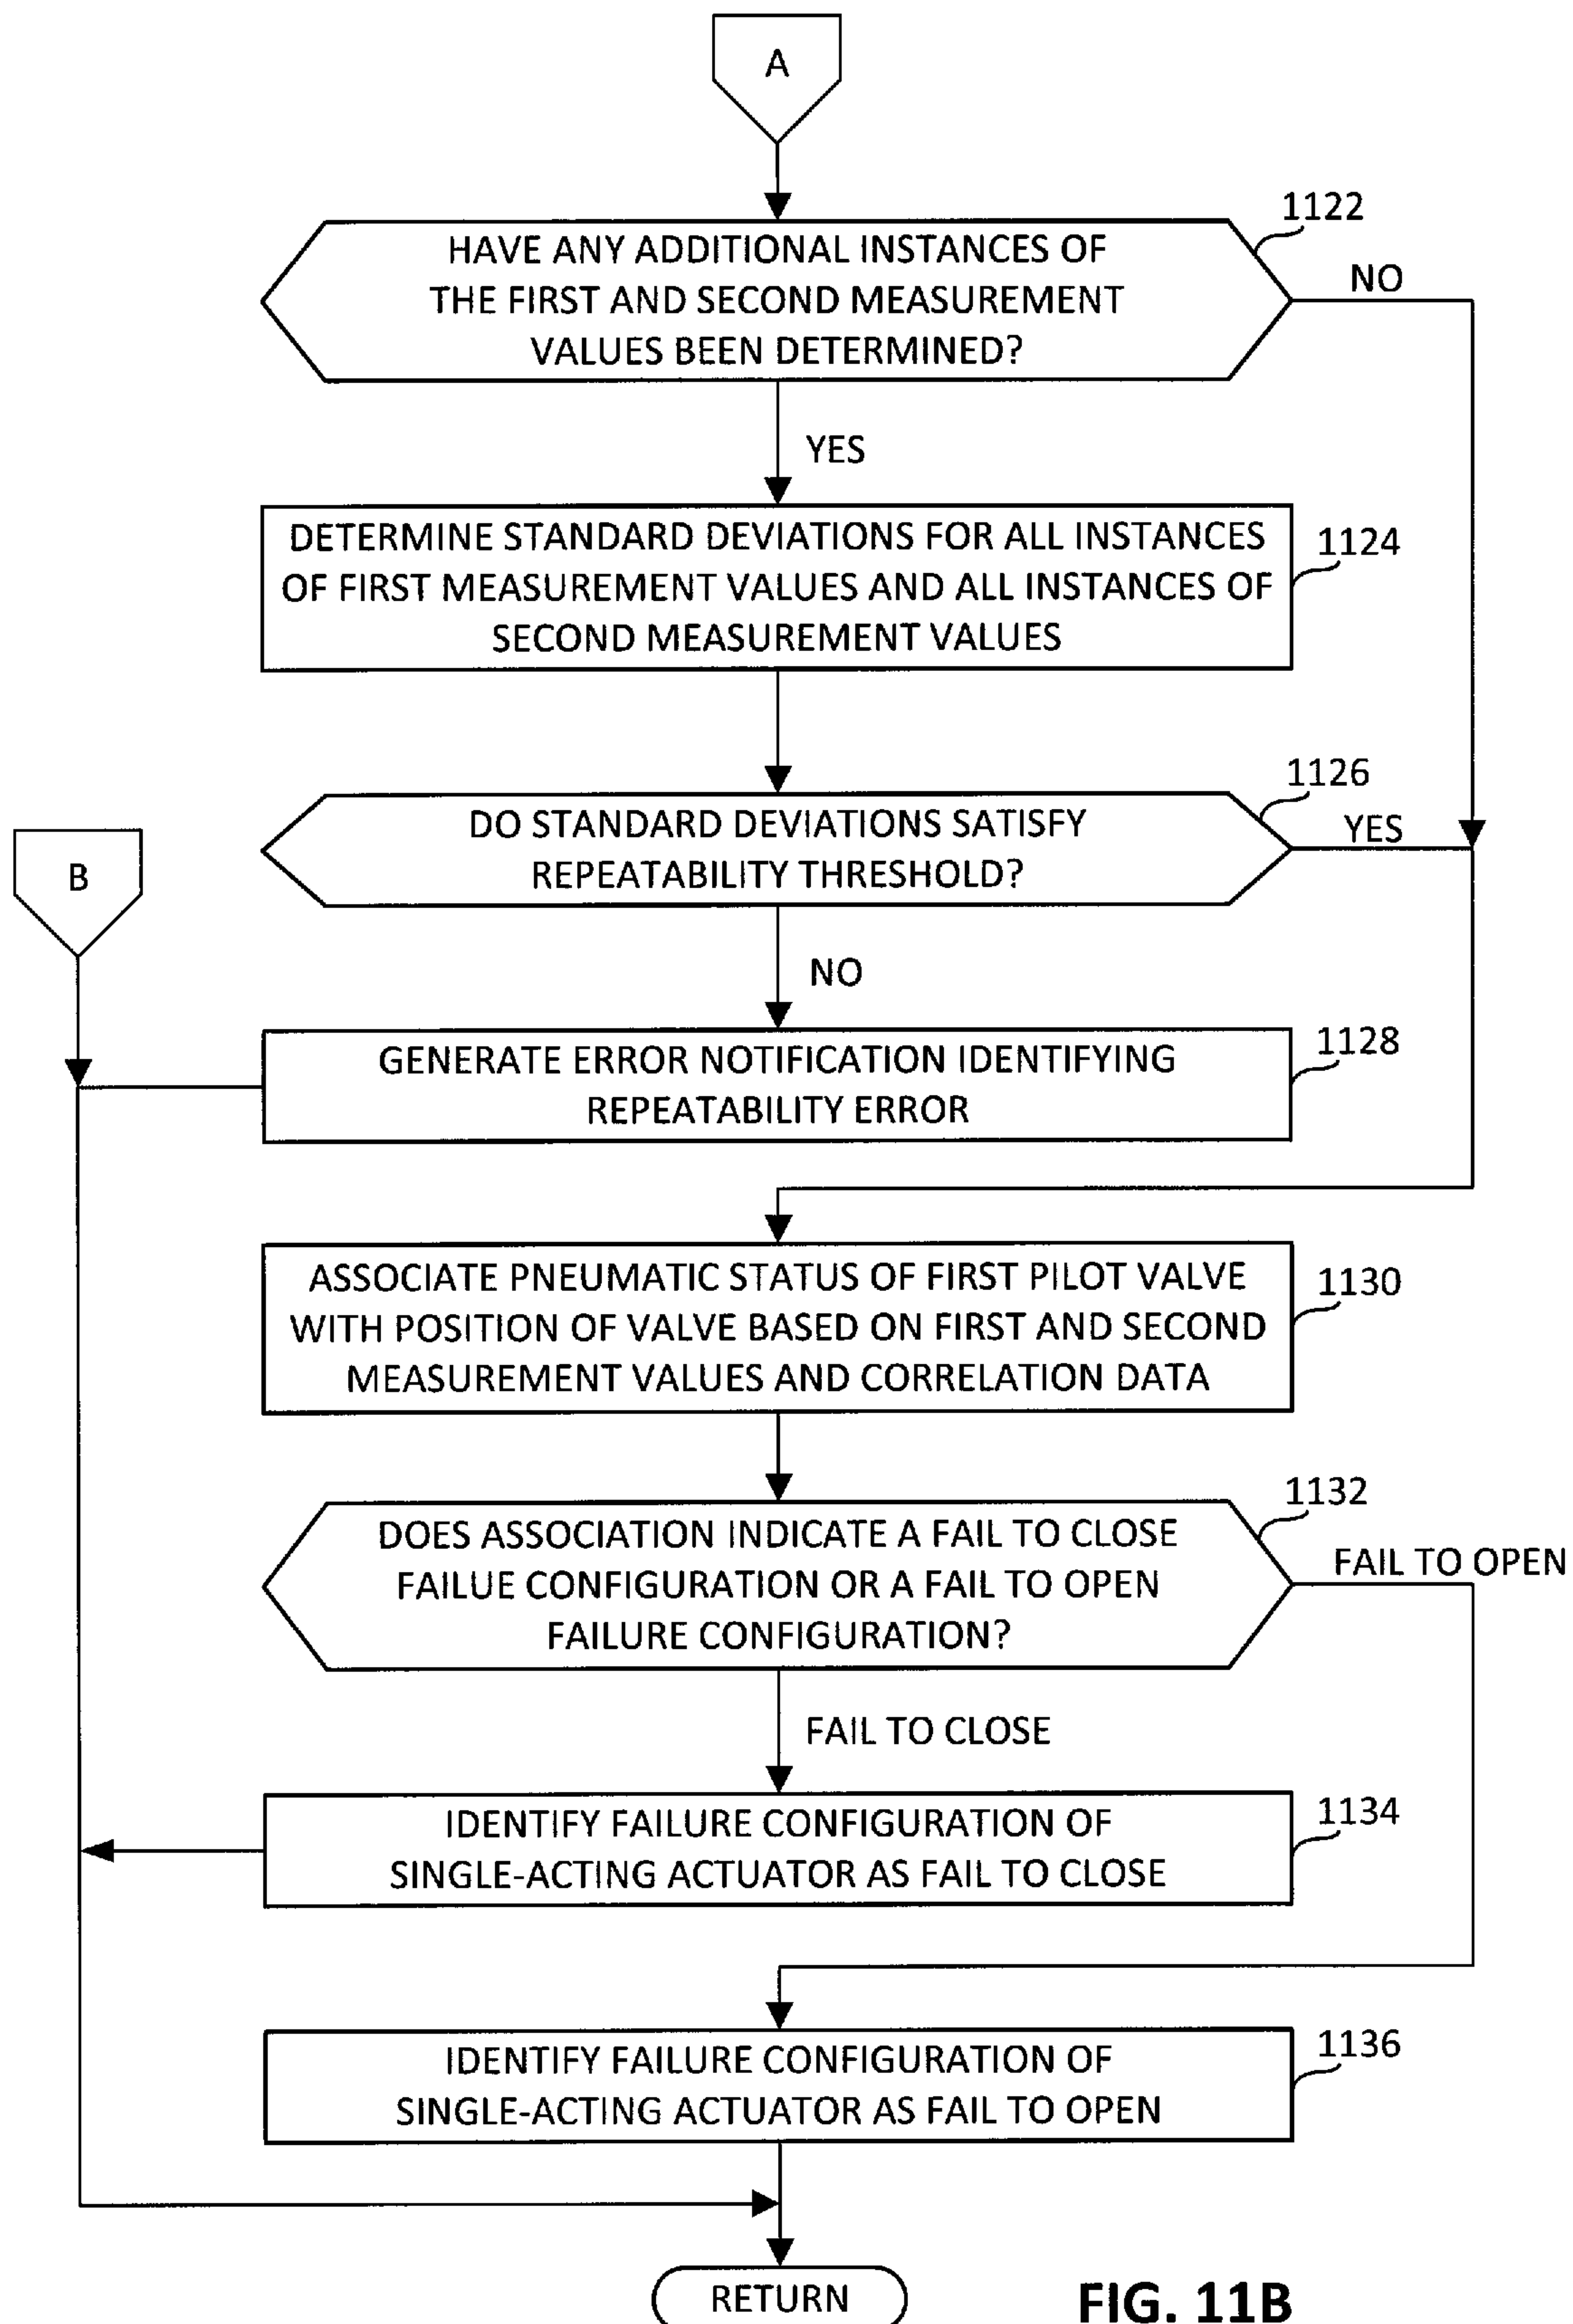 A
1122
HAVE ANY ADDITIONAL INSTANCES OF
THE FIRST AND SECOND MEASUREMENT
VALUES BEEN DETERMINED?
NO
YES
DETERMINE STANDARD DEVIATIONS FOR ALL INSTANCES
OF FIRST MEASUREMENT VALUES AND ALL INSTANCES OF
SECOND MEASUREMENT VALUES
1124
1126
DO STANDARD DEVIATIONS SATISFY
REPEATABILITY THRESHOLD?
YES
B
NO
GENERATE ERROR NOTIFICATION IDENTIFYING
REPEATABILITY ERROR
1128
ASSOCIATE PNEUMATIC STATUS OF FIRST PILOT VALVE
WITH POSITION OF VALVE BASED ON FIRST AND SECOND
MEASUREMENT VALUES AND CORRELATION DATA
1130
1132
DOES ASSOCIATION INDICATE A FAIL TO CLOSE
FAILUE CONFIGURATION OR A FAIL TO OPEN
FAILURE CONFIGURATION?
FAIL TO OPEN
FAIL TO CLOSE
IDENTIFY FAILURE CONFIGURATION OF
SINGLE-ACTING ACTUATOR AS FAIL TO CLOSE
1134
IDENTIFY FAILURE CONFIGURATION OF
SINGLE-ACTING ACTUATOR AS FAIL TO OPEN
1136
RETURN
FIG. 11B